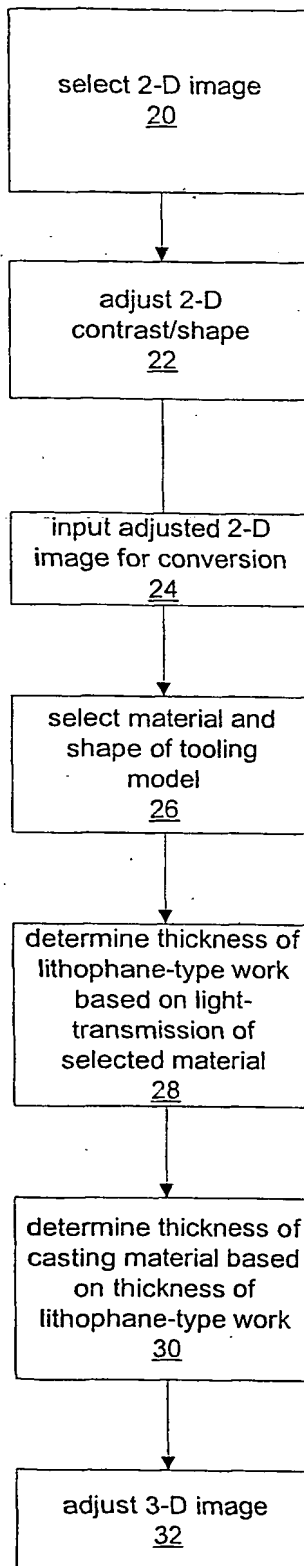 select 2-D image
20
adjust 2-D
contrast/shape
22
input adjusted 2-D
image for conversion
24
select material and
shape of tooling
model
26
determine thickness of
lithophane-type work
based on light-
transmission of
selected material
28
determine thickness of
casting material based
on thickness of
lithophane-type work
30
adjust 3-D image
32